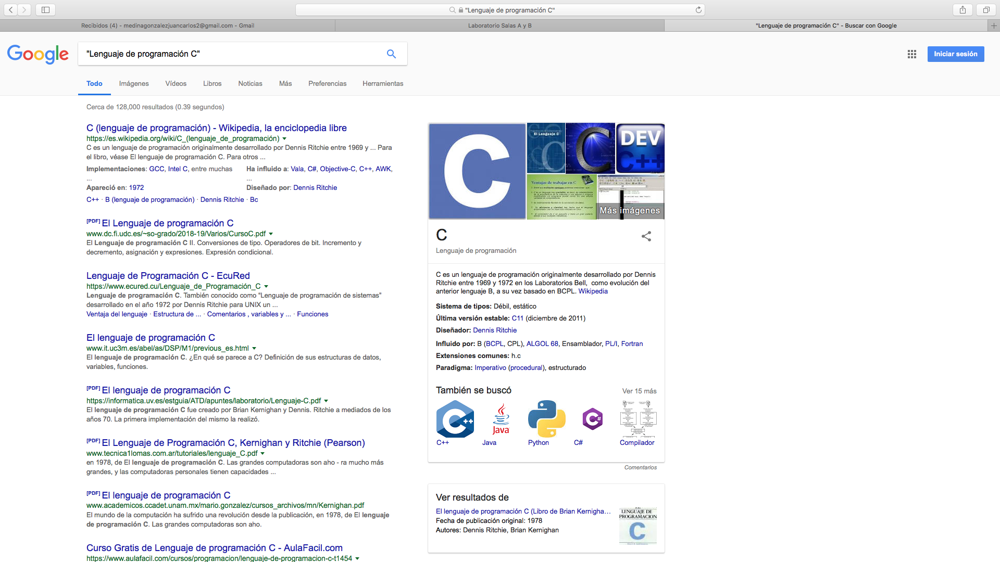 "Lenguaje de programación C"
Recibidos (4) - medinagonzalezjuancarlos2@gmail.com - Gmail
Laboratorio Salas A y B
"Lenguaje de programación C" - Buscar con Google
Google
"Lenguaje de programación C"
Iniciar sesión
Todo
Imágenes
Vídeos
Libros
Noticias
Más
Preferencias
Herramientas
Cerca de 128,000 resultados (0.39 segundos)
C (lenguaje de programación) - Wikipedia, la enciclopedia libre
https://es.wikipedia.org/wiki/C_(lenguaje_de_programación)
C es un lenguaje de programación originalmente desarrollado por Dennis Ritchie entre 1969 y ... Para
el libro, véase El lenguaje de programación C. Para otros ...
Implementaciones: GCC, Intel C, entre muchas
...
Ha influido a: Vala, C#, Objective-C, C++, AWK,
...
Apareció en: 1972
Diseñado por: Dennis Ritchie
C++ · B (lenguaje de programación) · Dennis Ritchie · Bc
[PDF] El Lenguaje de programación C
www.dc.fi.udc.es/~so-grado/2018-19/Varios/CursoC.pdf
El Lenguaje de programación C II. Conversiones de tipo. Operadores de bit. Incremento y
decremento, asignación y expresiones. Expresión condicional.
Lenguaje de Programación C - EcuRed
https://www.ecured.cu/Lenguaje_de_Programación_C
Lenguaje de programación C. También conocido como “Lenguaje de programación de sistemas”
desarrollado en el año 1972 por Dennis Ritchie para UNIX un ...
Ventaja del lenguaje · Estructura de ... · Comentarios , variables y ... · Funciones
El lenguaje de programación C
www.it.uc3m.es/abel/as/DSP/M1/previous_es.html
El lenguaje de programación C. ¿En qué se parece a C? Definición de sus estructuras de datos,
variables, funciones.
[PDF] El lenguaje de programación C
https://informatica.uv.es/estguia/ATD/apuntes/laboratorio/Lenguaje-C.pdf
El lenguaje de programación C fue creado por Brian Kernighan y Dennis. Ritchie a mediados de los
años 70. La primera implementación del mismo la realizó.
[PDF] El Lenguaje de Programación C, Kernighan y Ritchie (Pearson)
www.tecnica1lomas.com.ar/tutoriales/lenguaje_C.pdf
en 1978, de El lenguaje de programación C. Las grandes computadoras son aho - ra mucho más
grandes, y las computadoras personales tienen capacidades ...
[PDF] El lenguaje de programación C
www.academicos.ccadet.unam.mx/mario.gonzalez/cursos_archivos/mn/Kernighan.pdf
El mundo de la computación ha sufrido una revolución desde la publicación, en 1978, de El lenguaje
de programación C. Las grandes computadoras son aho.
Curso Gratis de Lenguaje de programación C - AulaFacil.com
https://www.aulafacil.com/cursos/programacion/lenguaje-de-programacion-c-t1454
C
El Lenguaje C
C
C
DEV
C++
Ventajas de trabajar en C
Más imágenes
C
Lenguaje de programación
C es un lenguaje de programación originalmente desarrollado por Dennis
Ritchie entre 1969 y 1972 en los Laboratorios Bell, como evolución del
anterior lenguaje B, a su vez basado en BCPL. Wikipedia
Sistema de tipos: Débil, estático
Última versión estable: C11 (diciembre de 2011)
Diseñador: Dennis Ritchie
Influido por: B (BCPL, CPL), ALGOL 68, Ensamblador, PL/I, Fortran
Extensiones comunes: h.c
Paradigma: Imperativo (procedural), estructurado
También se buscó
Ver 15 más
C++
Java
C#
C++
Java
Python
C#
Compilador
Comentarios
Ver resultados de
El lenguaje de programación C (Libro de Brian Kernigha...
Fecha de publicación original: 1978
Autores: Dennis Ritchie, Brian Kernighan
LENGUAJE DE
PROGRAMACION
C